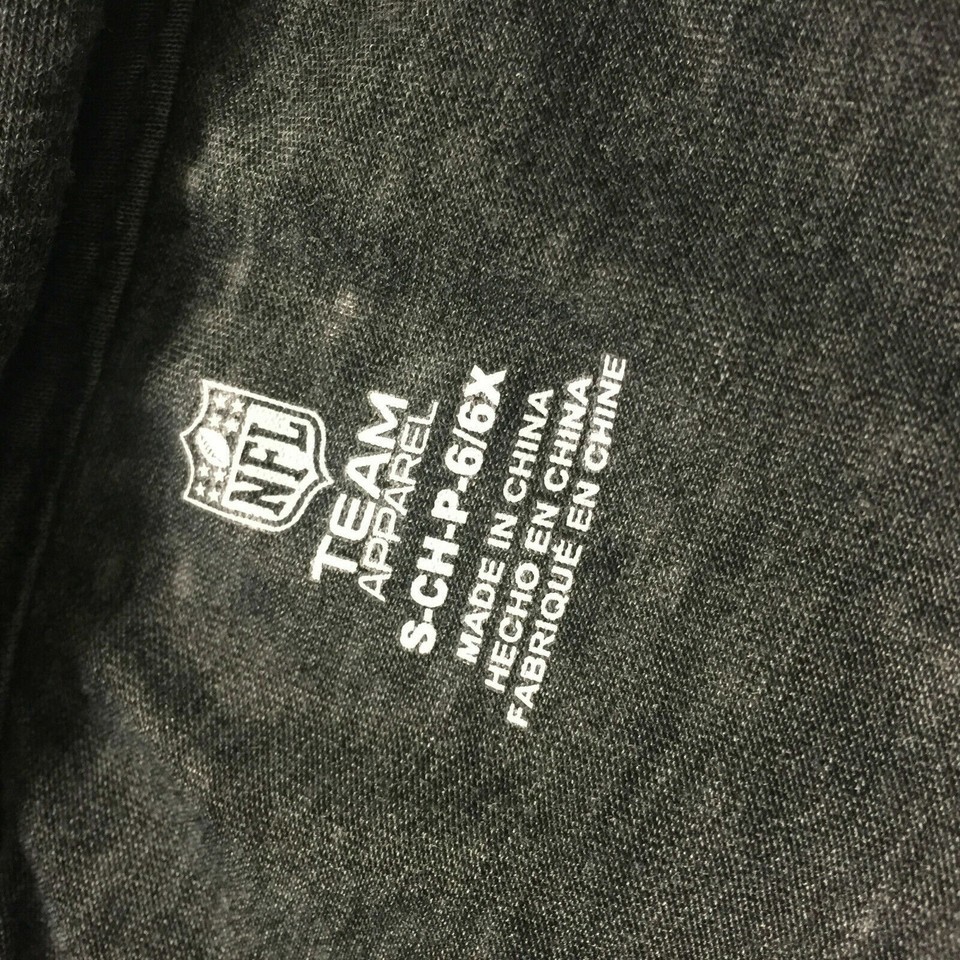 NFL
TEAM
APPAREL
S-CH-P-6/6X
MADE IN CHINA
HECHO EN CHINA
FABRIQUÉ EN CHINE